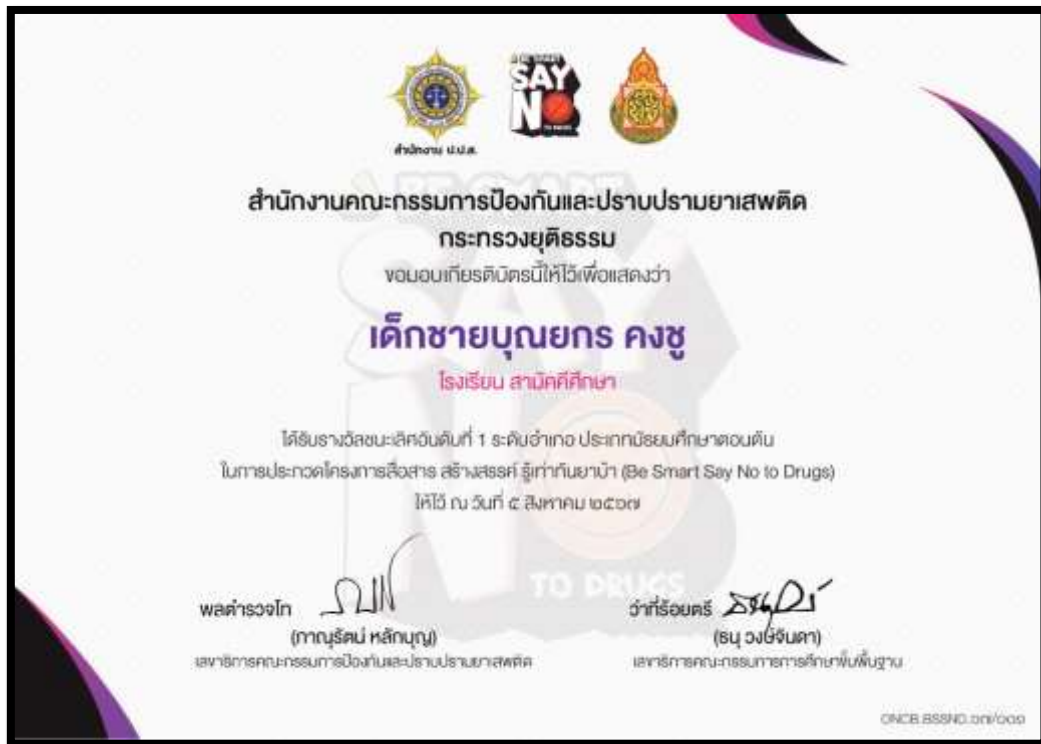 A BE SMART
SAY
NO
TO DRUGS
สำนักงาน ป.ป.ส.
สำนักงานคณะกรรมการป้องกันและปราบปรามยาเสพติด
กระทรวงยุติธรรม
ขอมอบเกียรติบัตรนี้ให้ไว้เพื่อแสดงว่า
เด็กชายบุณยกร คงชู
โรงเรียน สามัคคีศึกษา
ได้รับรางวัลชนะเลิศอันดับที่ 1 ระดับอำเภอ ประเภทมัธยมศึกษาตอนต้น
ในการประกวดโครงการสื่อสาร สร้างสรรค์ รู้เท่าทันยาบ้า (Be Smart Say No to Drugs)
ให้ไว้ ณ วันที่ ๕ สิงหาคม ๒๕๖๗
พลตำรวจโท
(ภาณุรัตน์ หลักบุญ)
เลขาธิการคณะกรรมการป้องกันและปราบปรามยาเสพติด
ว่าที่ร้อยตรี
(ธนุ วงษ์จินดา)
เลขาธิการคณะกรรมการการศึกษาขั้นพื้นฐาน